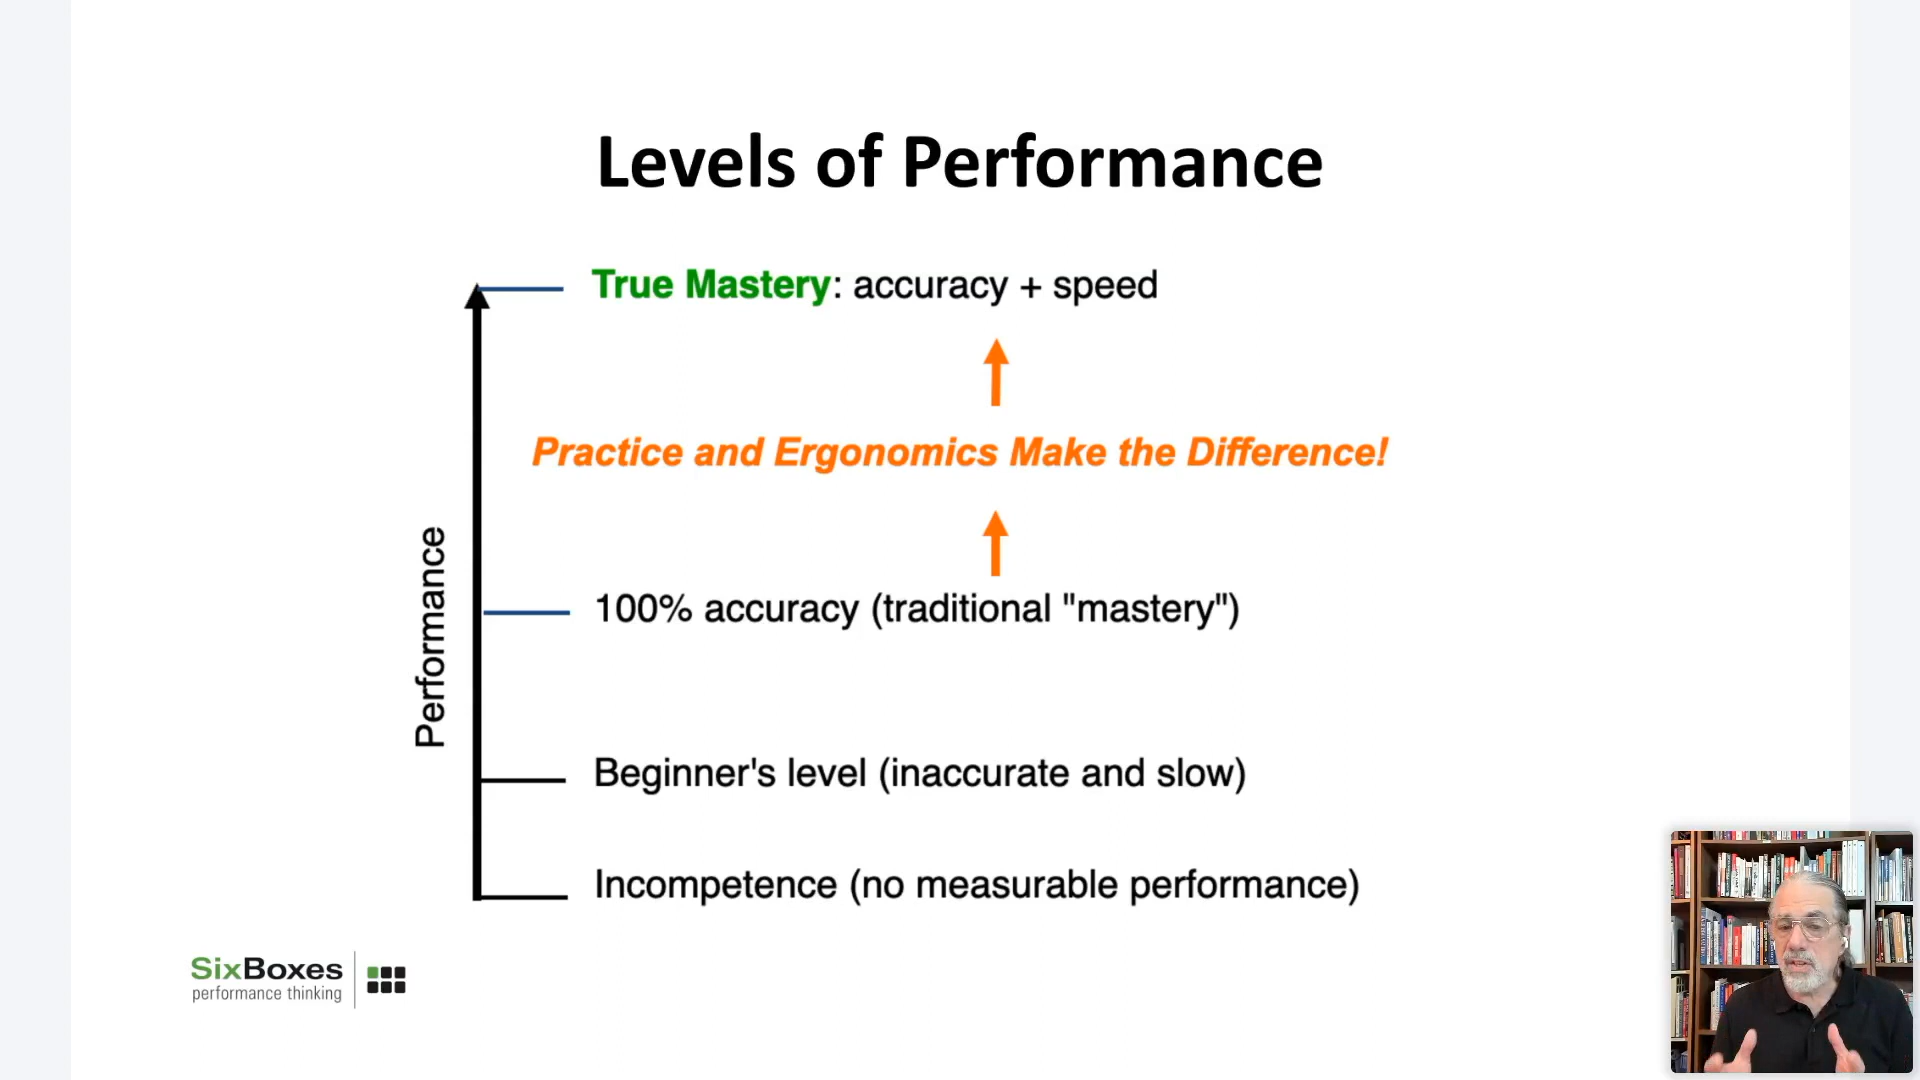 Levels of Performance
True Mastery: accuracy + speed
Practice and Ergonomics Make the Difference!
100% accuracy (traditional "mastery")
Beginner's level (inaccurate and slow)
Incompetence (no measurable performance)
Performance
SixBoxes
performance thinking